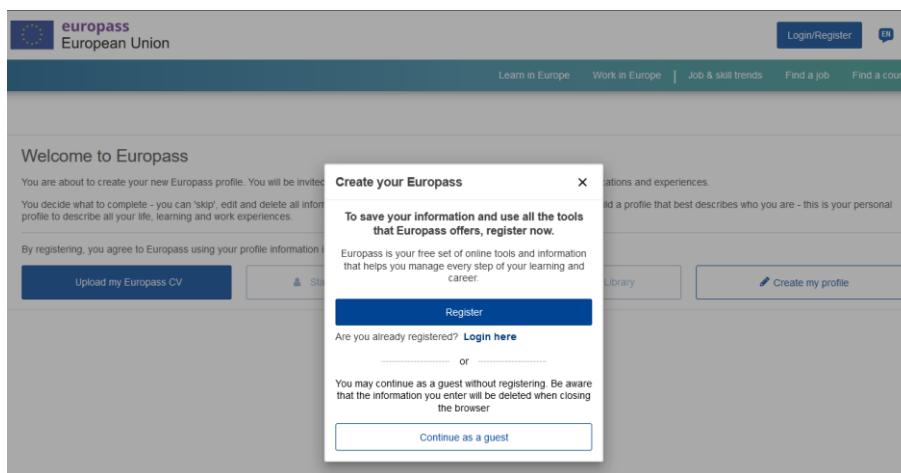 europass
European Union
Login/Register
EN
Learn in Europe Work in Europe | Job & skill trends Find a job Find a cou
Welcome to Europass
You are about to create your new Europass profile. You will be invited
ations and experiences.
You decide what to complete - you can 'skip', edit and delete all infor
ld a profile that best describes who you are - this is your personal
profile to describe all your life, learning and work experiences.
By registering, you agree to Europass using your profile information i
Upload my Europass CV
Sta
Library
Create my profile
Create your Europass
To save your information and use all the tools
that Europass offers, register now.
Europass is your free set of online tools and information
that helps you manage every step of your learning and
career.
Register
Are you already registered? Login here
or
You may continue as a guest without registering. Be aware
that the information you enter will be deleted when closing
the browser
Continue as a guest